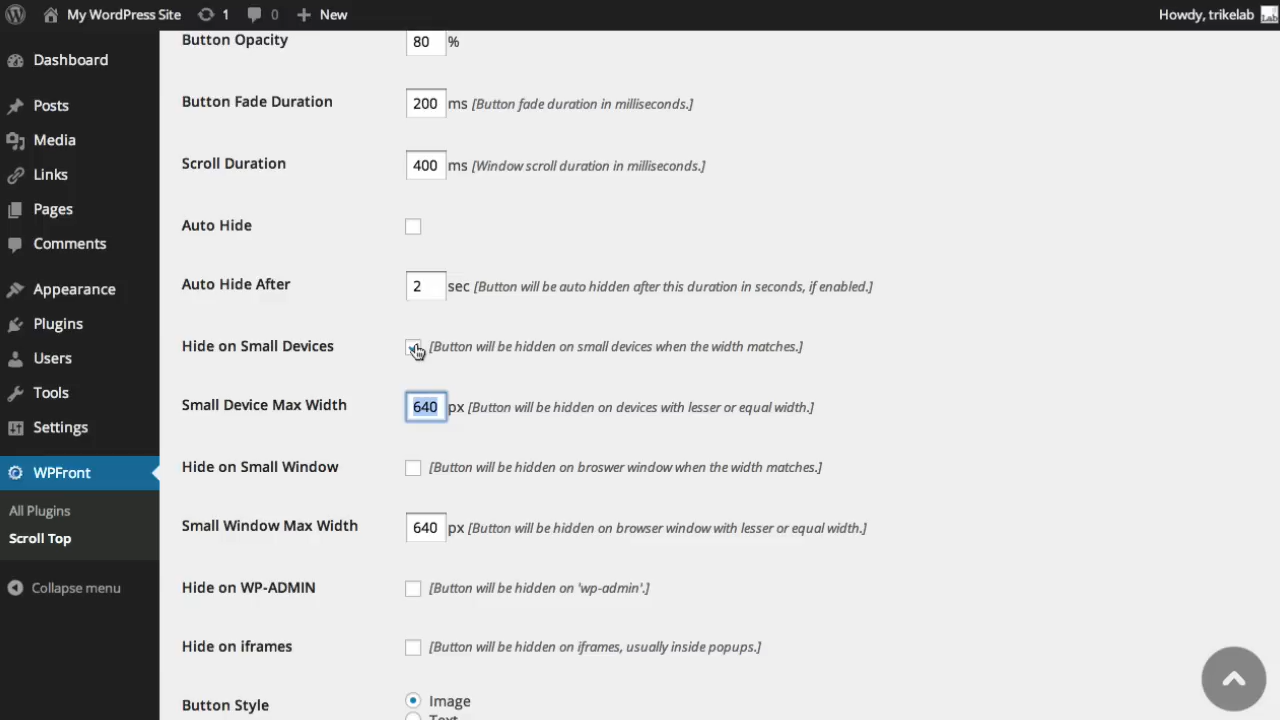 My WordPress Site 1 0 New Howdy, trikelab
Dashboard
Posts
Media
Links
Pages
Comments
Appearance
Plugins
Users
Tools
Settings
WPFront
All Plugins
Scroll Top
Collapse menu
Button Opacity 80 %
Button Fade Duration 200 ms [Button fade duration in milliseconds.]
Scroll Duration 400 ms [Window scroll duration in milliseconds.]
Auto Hide
Auto Hide After 2 sec [Button will be auto hidden after this duration in seconds, if enabled.]
Hide on Small Devices [Button will be hidden on small devices when the width matches.]
Small Device Max Width 640 px [Button will be hidden on devices with lesser or equal width.]
Hide on Small Window [Button will be hidden on broswer window when the width matches.]
Small Window Max Width 640 px [Button will be hidden on browser window with lesser or equal width.]
Hide on WP-ADMIN [Button will be hidden on 'wp-admin'.]
Hide on iframes [Button will be hidden on iframes, usually inside popups.]
Button Style Image
Text